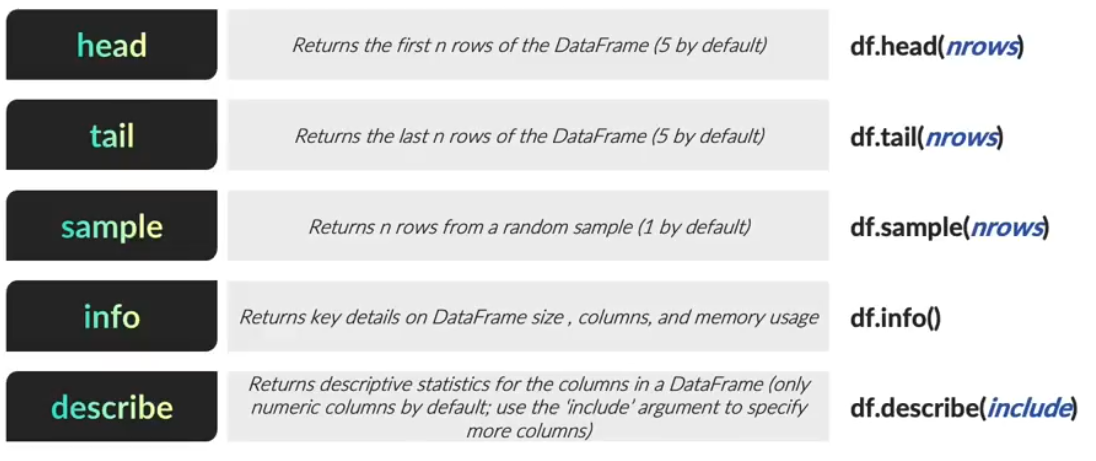 head
Returns the first n rows of the DataFrame (5 by default)
df.head(nrows)
tail
Returns the last n rows of the DataFrame (5 by default)
df.tail(nrows)
sample
Returns n rows from a random sample (1 by default)
df.sample(nrows)
info
Returns key details on DataFrame size , columns, and memory usage
df.info()
describe
Returns descriptive statistics for the columns in a DataFrame (only
numeric columns by default; use the 'include' argument to specify
more columns)
df.describe(include)